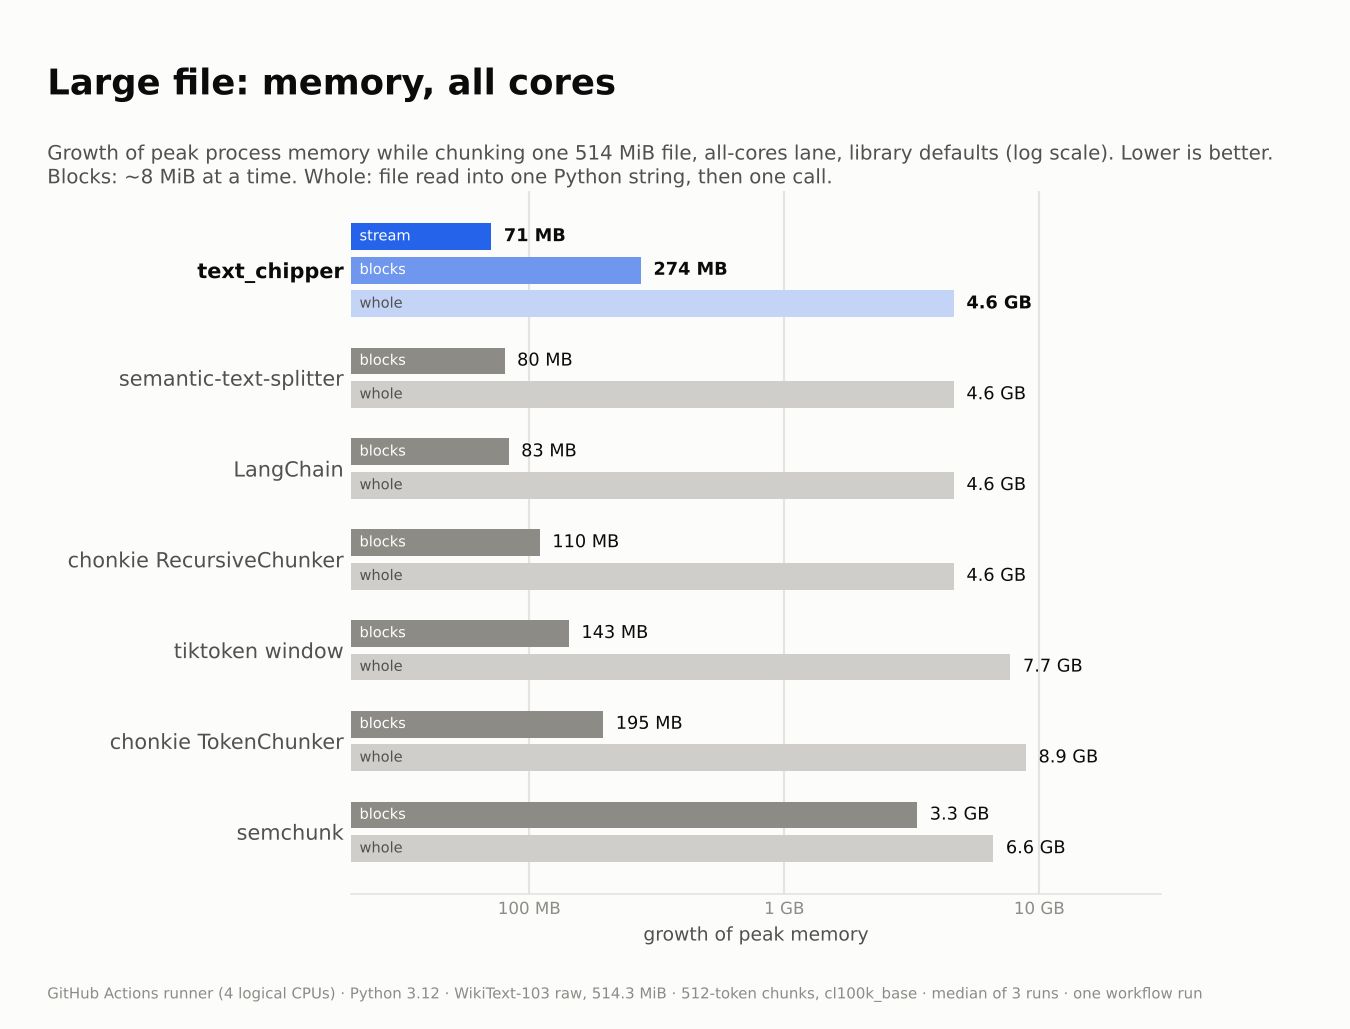 Large file: memory, all cores
Growth of peak process memory while chunking one 514 MiB file, all-cores lane, library defaults (log scale). Lower is better.
Blocks: ~8 MiB at a time. Whole: file read into one Python string, then one call.
text_chipper
stream 71 MB
blocks 274 MB
whole 4.6 GB
semantic-text-splitter
blocks 80 MB
whole 4.6 GB
LangChain
blocks 83 MB
whole 4.6 GB
chonkie RecursiveChunker
blocks 110 MB
whole 4.6 GB
tiktoken window
blocks 143 MB
whole 7.7 GB
chonkie TokenChunker
blocks 195 MB
whole 8.9 GB
semchunk
blocks 3.3 GB
whole 6.6 GB
100 MB 1 GB 10 GB
growth of peak memory
GitHub Actions runner (4 logical CPUs) · Python 3.12 · WikiText-103 raw, 514.3 MiB · 512-token chunks, cl100k_base · median of 3 runs · one workflow run